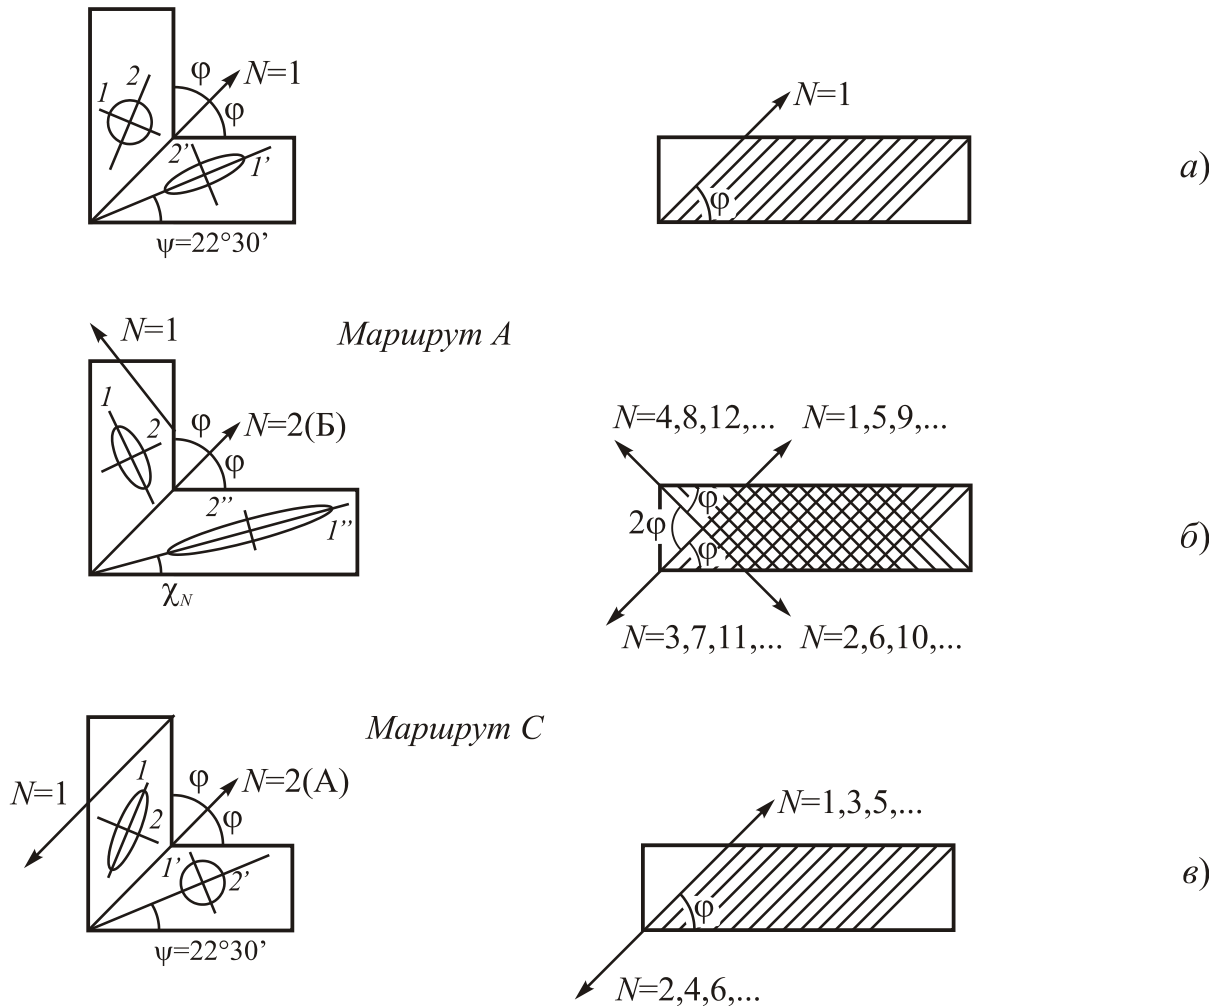 φ
N=1
2
1
φ
2’
1’
ψ=22°30’
N=1
φ
а)
N=1
Маршрут А
1
2
φ
N=2(Б)
φ
2”
1”
χN
N=4,8,12,...
N=1,5,9,...
φ
2φ
φ
N=3,7,11,...
N=2,6,10,...
б)
Маршрут С
N=1
1
φ
N=2(А)
2
φ
1’
2’
ψ=22°30’
N=1,3,5,...
φ
N=2,4,6,...
в)